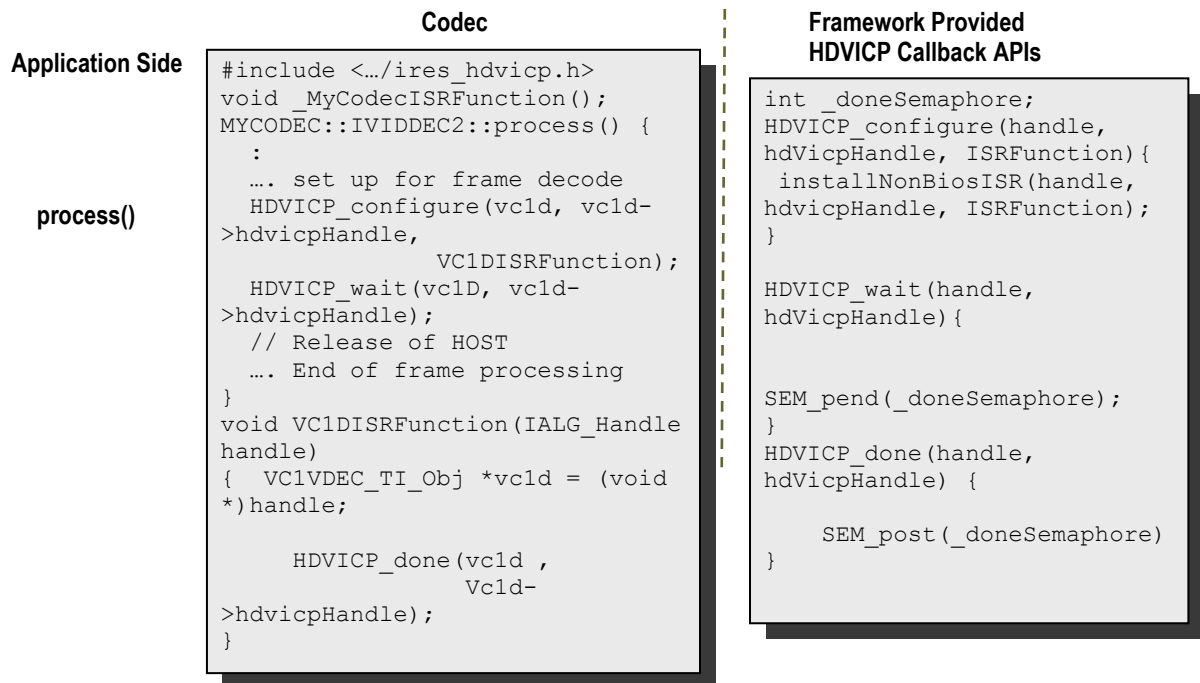 Codec
Framework Provided
HDVICP Callback APIs
Application Side
process()
#include <…/ires_hdvicp.h>
void _MyCodecISRFunction();
MYCODEC::IVIDDEC2::process() {
:
…. set up for frame decode
HDVICP_configure(vc1d, vc1d-
>hdvicpHandle,
VC1DISRFunction);
HDVICP_wait(vc1D, vc1d-
>hdvicpHandle);
// Release of HOST
…. End of frame processing
}
void VC1DISRFunction(IALG_Handle
handle)
{ VC1VDEC_TI_Obj *vc1d = (void
*)handle;
HDVICP_done(vc1d ,
Vc1d-
>hdvicpHandle);
}
int _doneSemaphore;
HDVICP_configure(handle,
hdVicpHandle, ISRFunction){
installNonBiosISR(handle,
hdvicpHandle, ISRFunction);
}
HDVICP_wait(handle,
hdVicpHandle){
SEM_pend(_doneSemaphore);
}
HDVICP_done(handle,
hdVicpHandle) {
SEM_post(_doneSemaphore)
}